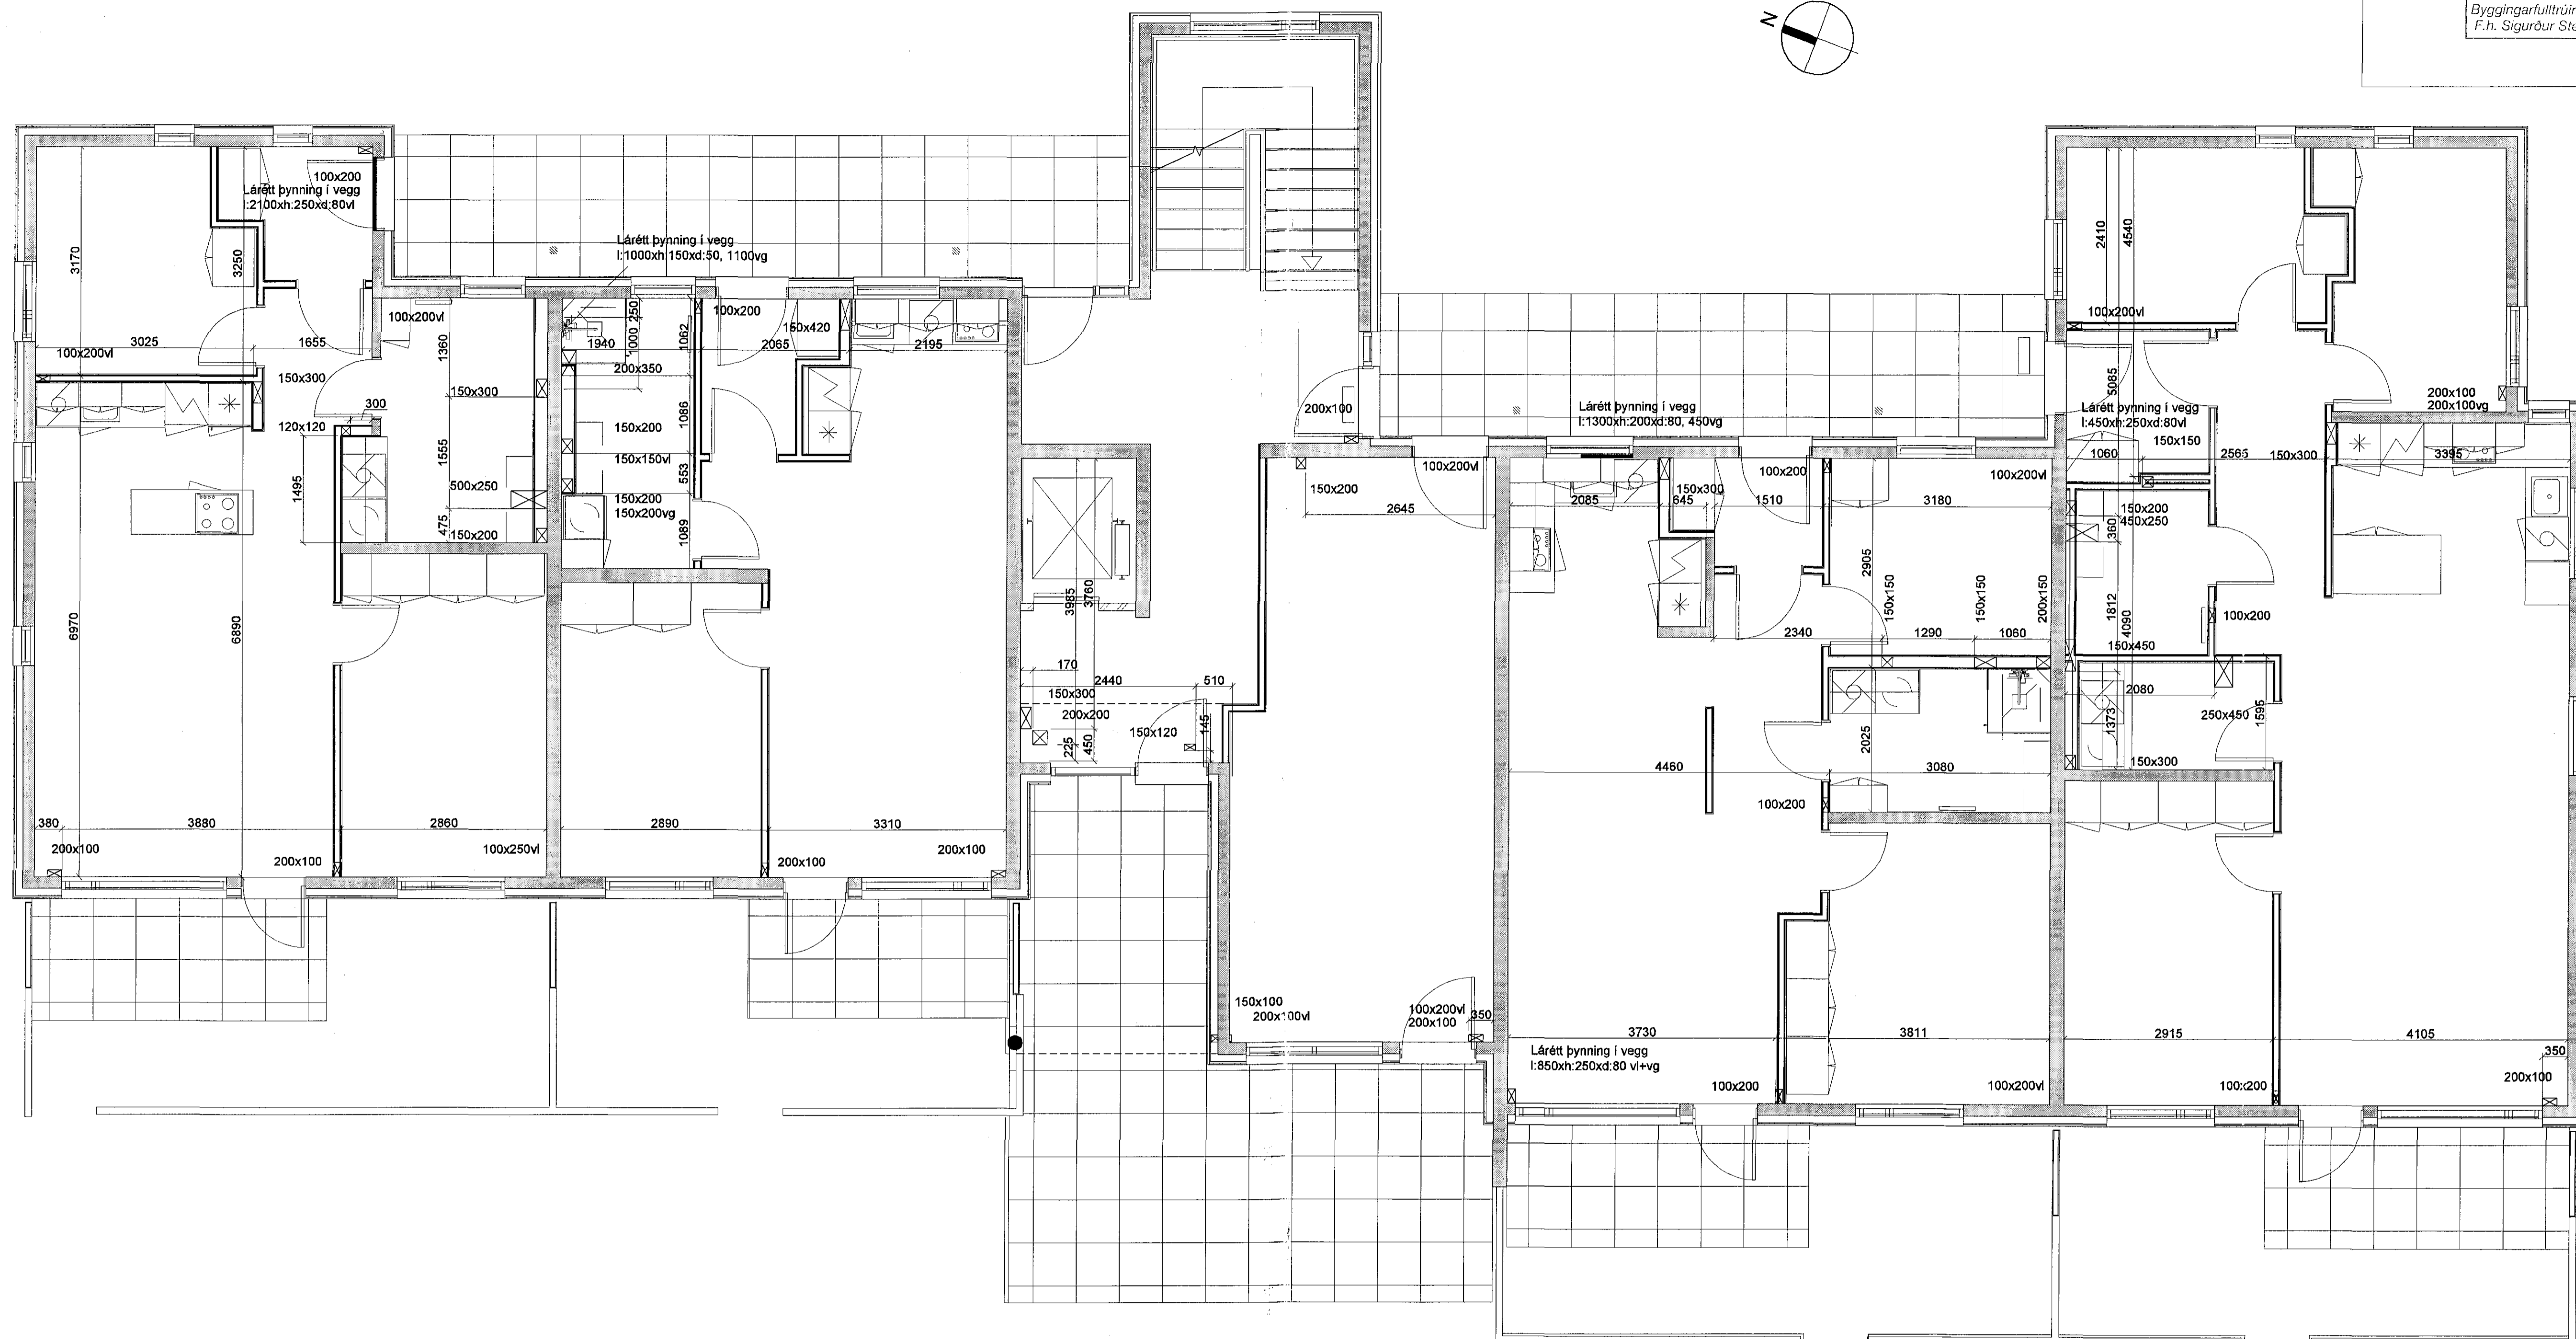 Byggingarfulltrúin
F.h. Sigurður Ste
N
100x200
Lárétt þynning í vegg
l:2100xh:250xd:80vl
3170
3250
3025
1655
100x200vl
150x300
300
120x120
1495
6970
6890
100x200vl
1360
150x300
1555
500x250
475
150x200
380
3880
2860
200x100
200x100
100x250vl
Lárétt þynning í vegg
l:1000xh:150xd:50, 1100vg
250
1000
1062
1940
200x350
1086
150x200
150x150vl
553
150x200
150x200vg
1089
100x200
150x420
2065
2195
2890
3310
200x100
200x100
3985
3760
170
2440
510
150x300
200x200
225
450
150x120
145
200x100
150x200
2645
100x200vl
150x100
200x100vl
100x200vl
200x100
350
Lárétt þynning í vegg
l:1300xh:200xd:80, 450vg
2085
150x300
645
100x200
1510
100x200vl
3180
2905
150x150
150x150
200x150
2340
1290
1060
2025
4460
3080
100x200
3730
3811
Lárétt þynning í vegg
l:850xh:250xd:80 vl+vg
100x200
100x200vl
2410
4540
100x200vl
5085
200x100
200x100vg
Lárétt þynning í vegg
l:450xh:250xd:80vl
150x150
1060
2565
150x300
3395
150x200
450x250
360
1812
4090
100x200
150x450
2080
250x450
1373
1595
150x300
2915
4105
350
100x200
200x100